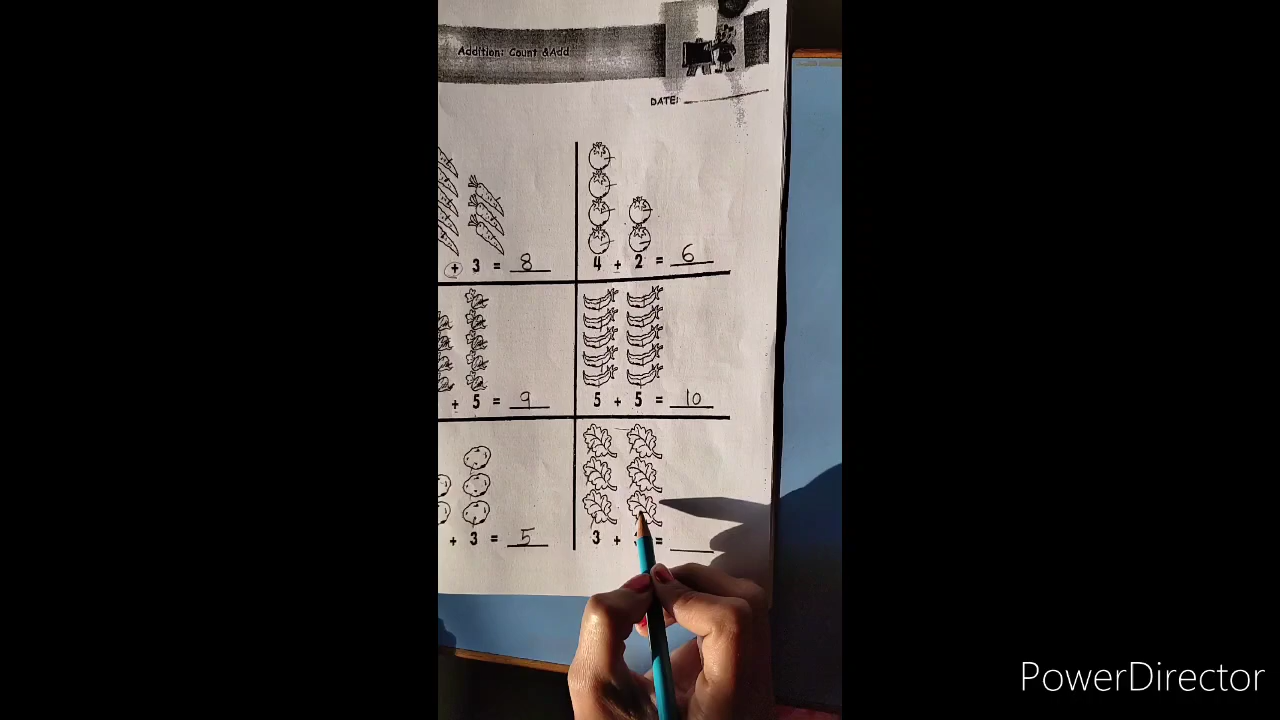 Addition: Count &Add
DATE:
+ 3 = 8
4 + 2 = 6
+ 5 = 9
5 + 5 = 10
+ 3 = 5
3 + =
PowerDirector